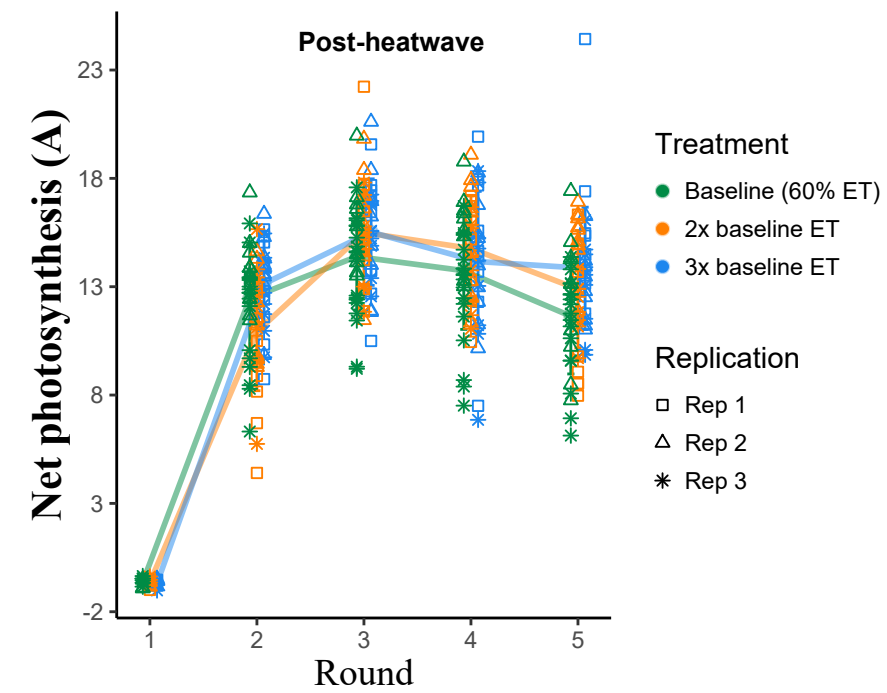 Post-heatwave
Net photosynthesis (A)
23
18
13
8
3
-2
1 2 3 4 5
Round
Treatment
Baseline (60% ET)
2x baseline ET
3x baseline ET
Replication
Rep 1
Rep 2
Rep 3